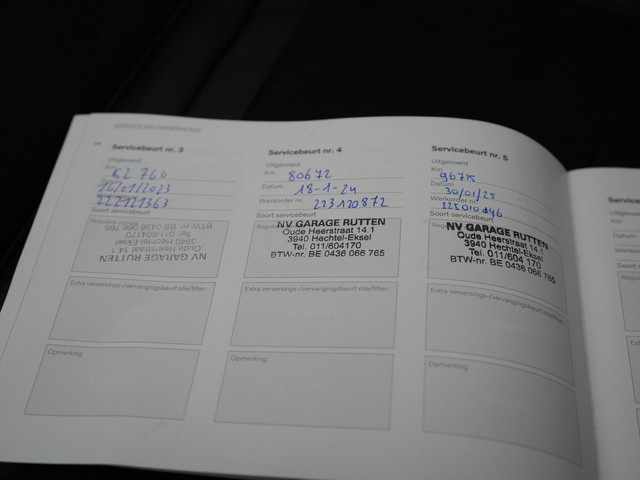 SERVICE EN ONDERHOUD
Servicebeurt nr. 3
Uitgevoerd
Km 62 766
16/01/2023
222121363
Soort servicebeurt
NV GARAGE RUTTEN
Oude Heerstraat 14.1
3940 Hechtel-Eksel
Tel. 011/604170
BTW-nr. BE 0436 066 765
Extra verversings-/vervangingsbeurt olie/filter:
Opmerking
Servicebeurt nr. 4
Uitgevoerd
Km 80672
Datum 18-1-24
Werkorder nr. 223120872
Soort servicebeurt
NV GARAGE RUTTEN
Oude Heerstraat 14.1
3940 Hechtel-Eksel
Tel. 011/604170
BTW-nr. BE 0436 066 765
Extra verversings-/vervangingsbeurt olie/filter:
Opmerking
Servicebeurt nr. 5
Uitgevoerd
Km 96715
Datum 30/01/25
Werkorder nr. 225010446
Soort servicebeurt
NV GARAGE RUTTEN
Oude Heerstraat 14.1
3940 Hechtel-Eksel
Tel. 011/604 170
BTW-nr. BE 0436 066 765
Extra verversings-/vervangingsbeurt olie/filter:
Opmerking